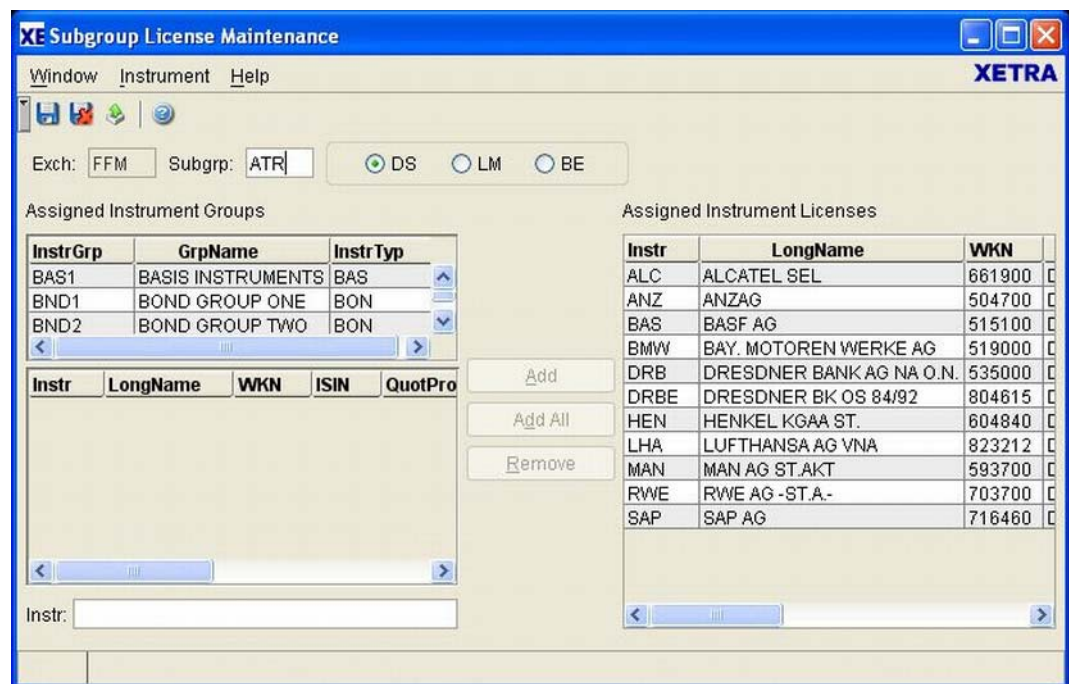 XE Subgroup License Maintenance
Window Instrument Help XETRA
Exch: FFM Subgrp: ATR DS LM BE
Assigned Instrument Groups
InstrGrp GrpName InstrTyp
BAS1 BASIS INSTRUMENTS BAS
BND1 BOND GROUP ONE BON
BND2 BOND GROUP TWO BON
Instr LongName WKN ISIN QuotPro
Instr:
Add
Add All
Remove
Assigned Instrument Licenses
Instr LongName WKN
ALC ALCATEL SEL 661900
ANZ ANZAG 504700
BAS BASF AG 515100
BMW BAY. MOTOREN WERKE AG 519000
DRB DRESDNER BANK AG NA O.N. 535000
DRBE DRESDNER BK OS 84/92 804615
HEN HENKEL KGAA ST. 604840
LHA LUFTHANSA AG VNA 823212
MAN MAN AG ST.AKT 593700
RWE RWE AG -ST.A.- 703700
SAP SAP AG 716460